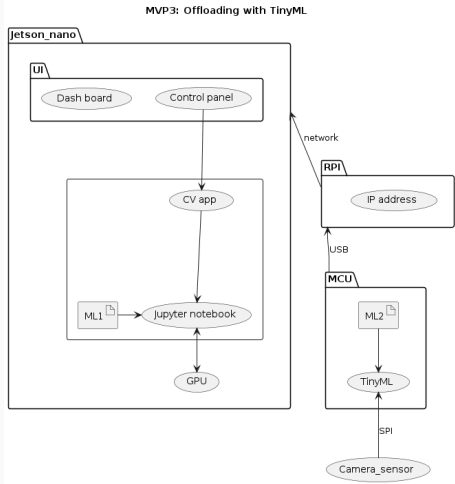 MVP3: Offloading with TinyML
Jetson_nano
UI
Dash board
Control panel
network
RPI
IP address
CV app
USB
MCU
ML1
Jupyter notebook
ML2
GPU
TinyML
SPI
Camera_sensor